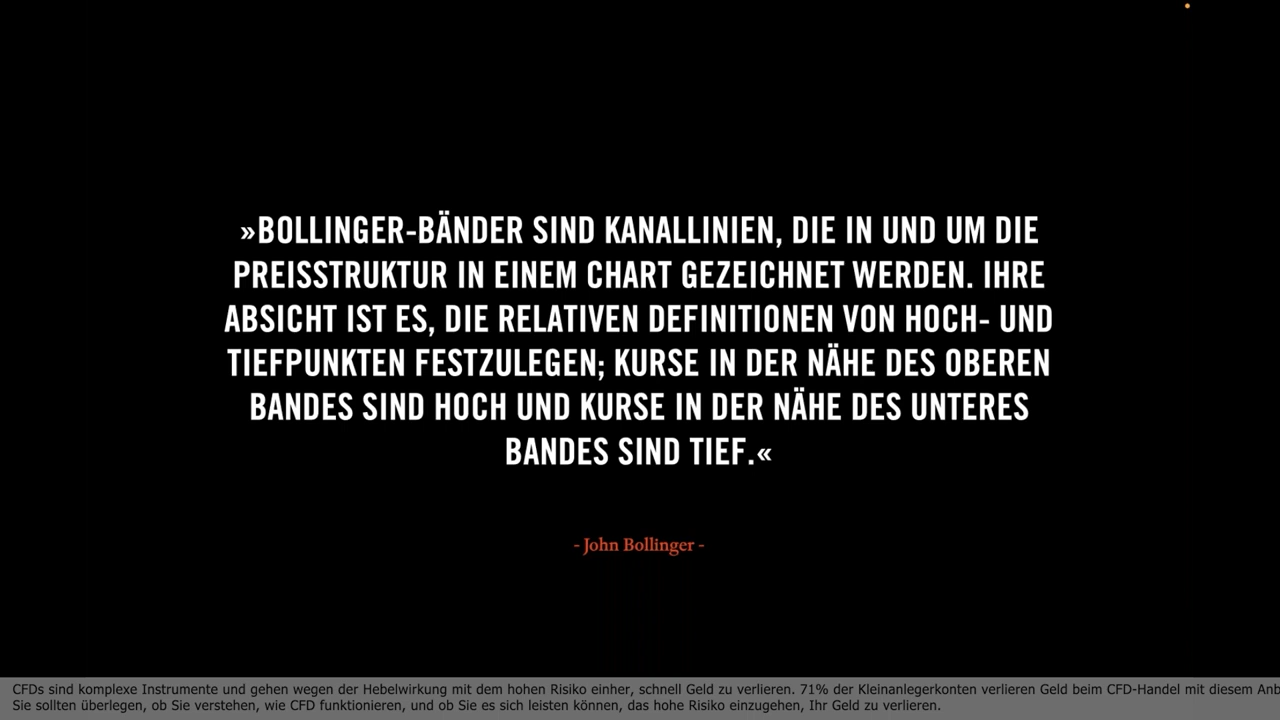 »BOLLINGER-BÄNDER SIND KANALLINIEN, DIE IN UND UM DIE
PREISSTRUKTUR IN EINEM CHART GEZEICHNET WERDEN. IHRE
ABSICHT IST ES, DIE RELATIVEN DEFINITIONEN VON HOCH- UND
TIEFPUNKTEN FESTZULEGEN; KURSE IN DER NÄHE DES OBEREN
BANDES SIND HOCH UND KURSE IN DER NÄHE DES UNTERES
BANDES SIND TIEF.«
- John Bollinger -
CFDs sind komplexe Instrumente und gehen wegen der Hebelwirkung mit dem hohen Risiko einher, schnell Geld zu verlieren. 71% der Kleinanlegerkonten verlieren Geld beim CFD-Handel mit diesem
Sie sollten überlegen, ob Sie verstehen, wie CFD funktionieren, und ob Sie es sich leisten können, das hohe Risiko einzugehen, Ihr Geld zu verlieren.